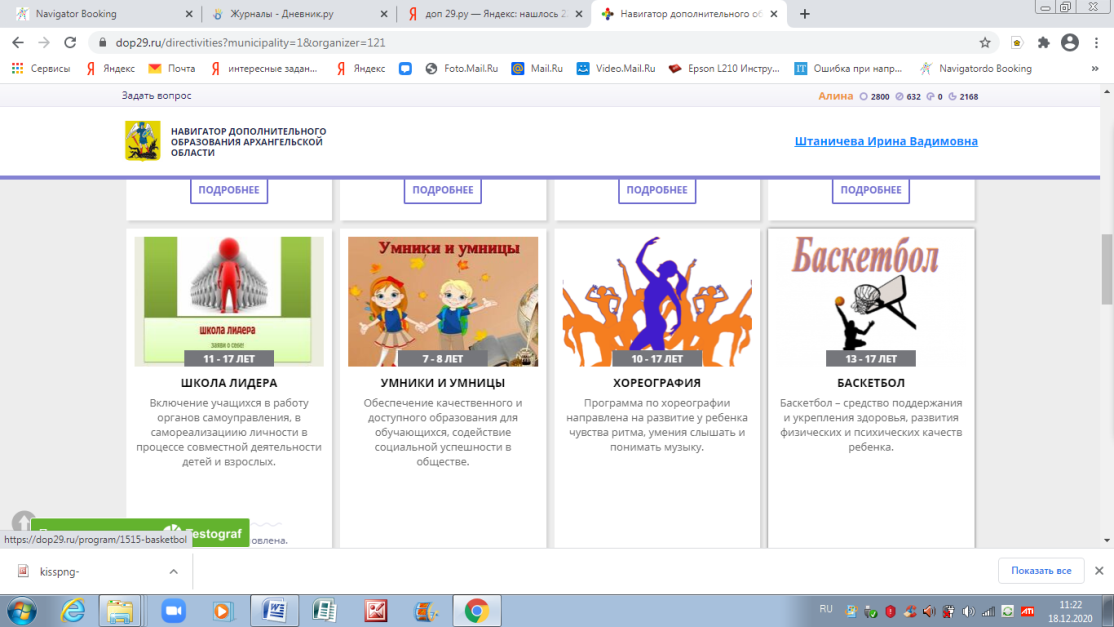 Navigator Booking
Журналы - Дневник.ру
доп 29.ру — Яндекс: нашлось 2
Навигатор дополнительного об
dop29.ru/directivities?municipality=1&organizer=121
Сервисы
Яндекс
Почта
интересные задан...
Яндекс
Foto.Mail.Ru
Mail.Ru
Video.Mail.Ru
Epson L210 Инстру...
Ошибка при напр...
Navigatordo Booking
»
Задать вопрос
Алина 2800 632 0 2168
НАВИГАТОР ДОПОЛНИТЕЛЬНОГО
ОБРАЗОВАНИЯ АРХАНГЕЛЬСКОЙ
ОБЛАСТИ
Штаничева Ирина Вадимовна
ПОДРОБНЕЕ
ПОДРОБНЕЕ
ПОДРОБНЕЕ
ПОДРОБНЕЕ
ШКОЛА ЛИДЕРА
11 - 17 ЛЕТ
ШКОЛА ЛИДЕРА
Включение учащихся в работу
органов самоуправления, в
самореализацию личности в
процессе совместной деятельности
детей и взрослых.
Умники и умницы
7 - 8 ЛЕТ
УМНИКИ И УМНИЦЫ
Обеспечение качественного и
доступного образования для
обучающихся, содействие
социальной успешности в
обществе.
10 - 17 ЛЕТ
ХОРЕОГРАФИЯ
Программа по хореографии
направлена на развитие у ребенка
чувства ритма, умения слышать и
понимать музыку.
Баскетбол
13 - 17 ЛЕТ
БАСКЕТБОЛ
Баскетбол – средство поддержания
и укрепления здоровья, развития
физических и психических качеств
ребенка.
Testograf
овлена.
https://dop29.ru/program/1515-basketbol
kisspng-
Показать все
RU
11:22
18.12.2020